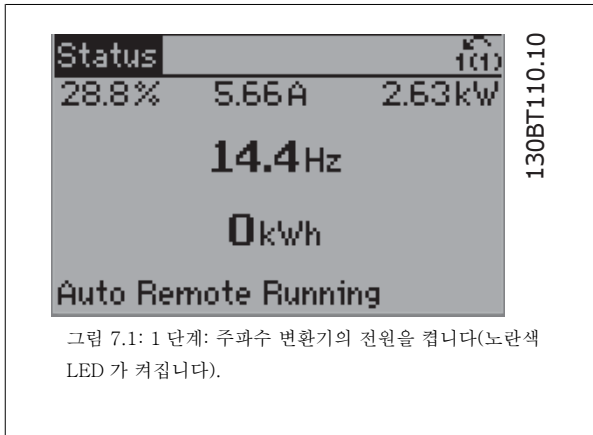 Status 1(1)
28.8% 5.66A 2.63kW
14.4Hz
0kWh
Auto Remote Running
130BT110.10
그림 7.1: 1 단계: 주파수 변환기의 전원을 켭니다(노란색
LED 가 켜집니다).